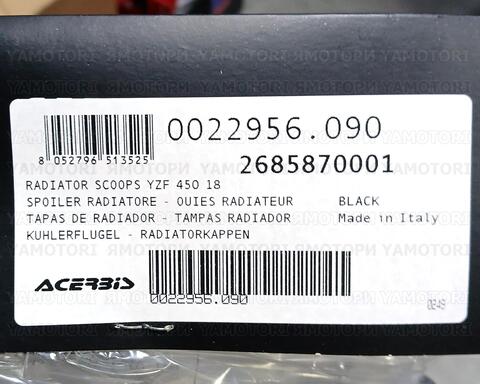 YAMOTORI ЯМОТОРИ YAMOTORI ЯМОТОРИ YAMOTORI
0022956.090
8 052796 513525
2685870001
RADIATOR SCOOPS YZF 450 18
SPOILER RADIATORE - OUIES RADIATEUR BLACK
TAPAS DE RADIADOR - TAMPAS RADIADOR Made in Italy
KUHLERFLUGEL - RADIATORKAPPEN
ACERBIS
0022956.090
0249